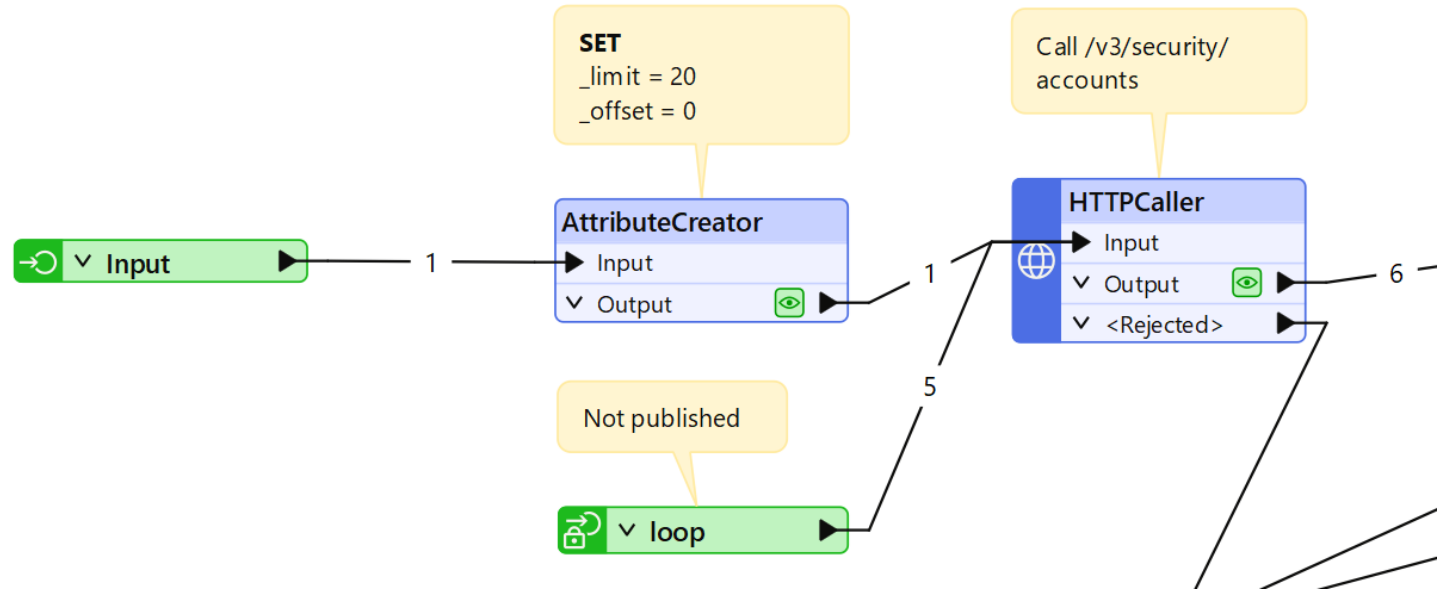 SET
_limit = 20
_offset = 0
Call /v3/security/
accounts
AttributeCreator
Input
Output
HTTPCaller
Input
Output
<Rejected>
Input
1
1
6
5
Not published
loop